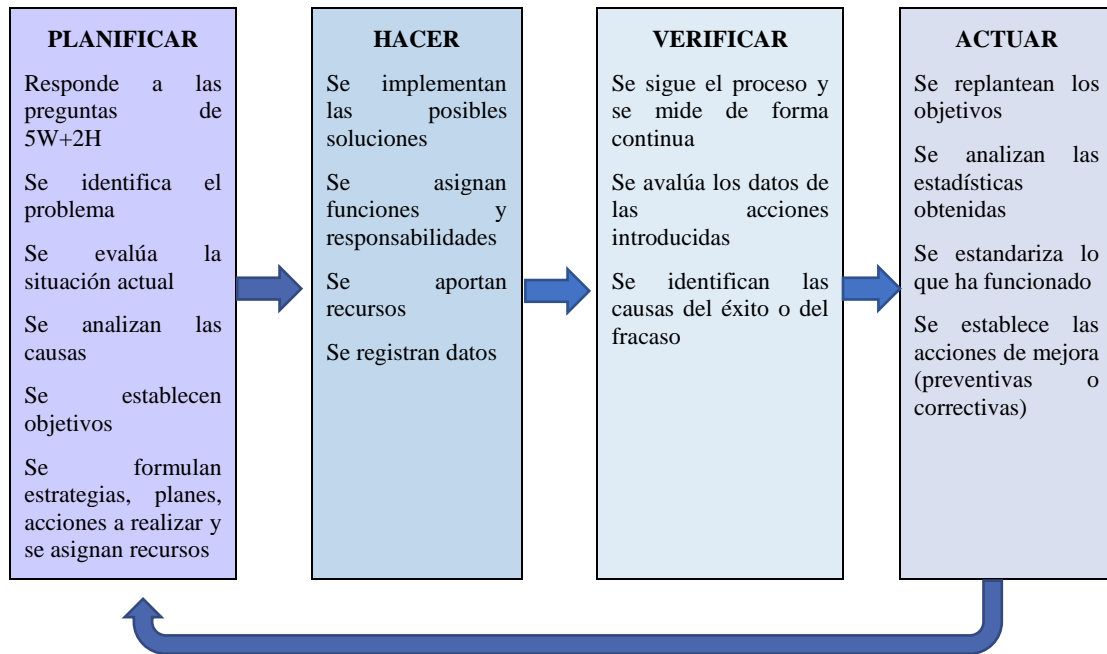 PLANIFICAR
Responde a las
preguntas de
5W+2H
Se identifica el
problema
Se evalúa la
situación actual
Se analizan las
causas
Se establecen
objetivos
Se formulan
estrategias, planes,
acciones a realizar y
se asignan recursos
HACER
Se implementan
las posibles
soluciones
Se asignan
funciones y
responsabilidades
Se aportan
recursos
Se registran datos
VERIFICAR
Se sigue el proceso y
se mide de forma
continua
Se avalúa los datos de
las acciones
introducidas
Se identifican las
causas del éxito o del
fracaso
ACTUAR
Se replantean los
objetivos
Se analizan las
estadísticas
obtenidas
Se estandariza lo
que ha funcionado
Se establece las
acciones de mejora
(preventivas o
correctivas)